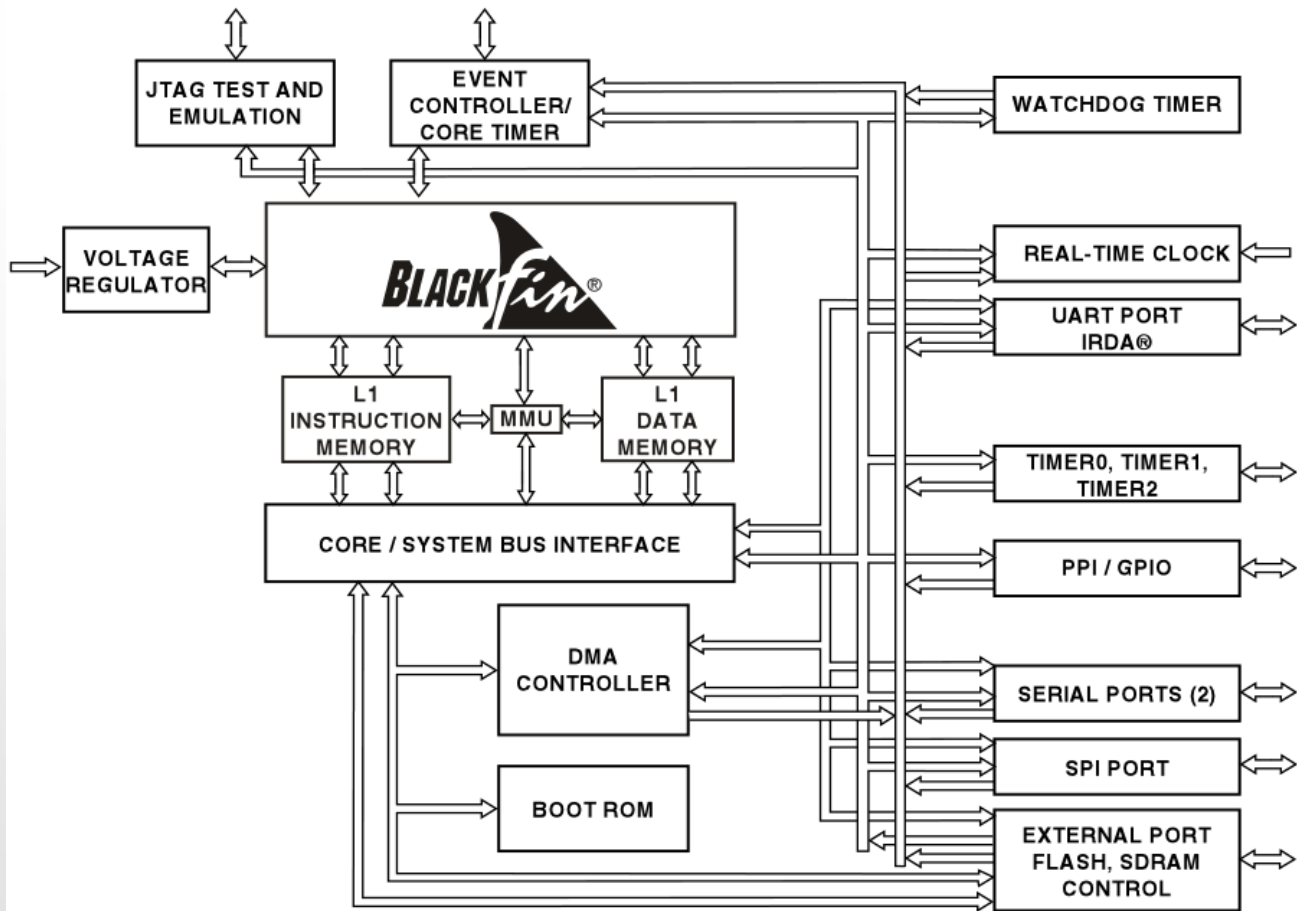 JTAG TEST AND
EMULATION
EVENT
CONTROLLER/
CORE TIMER
WATCHDOG TIMER
VOLTAGE
REGULATOR
BLACKfin®
REAL-TIME CLOCK
UART PORT
IRDA®
L1
INSTRUCTION
MEMORY
MMU
L1
DATA
MEMORY
TIMER0, TIMER1,
TIMER2
CORE / SYSTEM BUS INTERFACE
PPI / GPIO
DMA
CONTROLLER
SERIAL PORTS (2)
SPI PORT
BOOT ROM
EXTERNAL PORT
FLASH, SDRAM
CONTROL